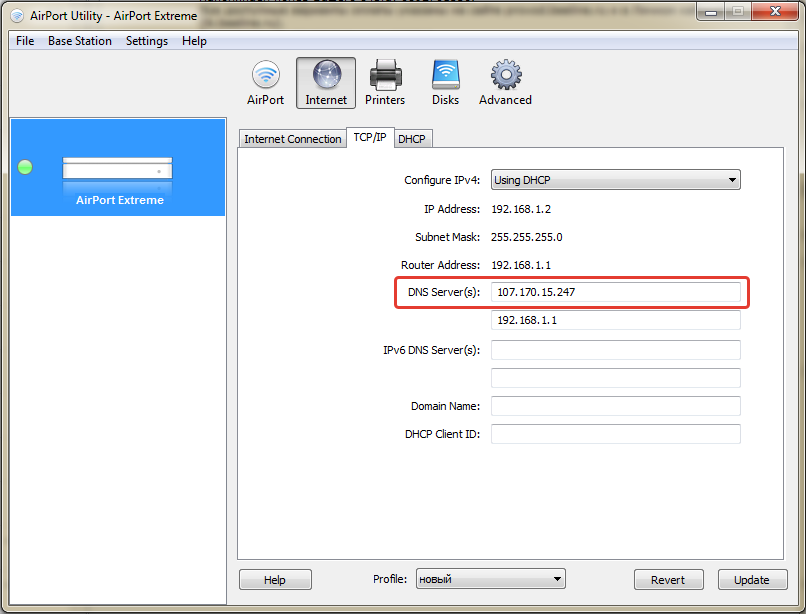 AirPort Utility - AirPort Extreme
File Base Station Settings Help
AirPort Internet Printers Disks Advanced
Internet Connection TCP/IP DHCP
AirPort Extreme
Configure IPv4: Using DHCP
IP Address: 192.168.1.2
Subnet Mask: 255.255.255.0
Router Address: 192.168.1.1
DNS Server(s): 107.170.15.247
192.168.1.1
IPv6 DNS Server(s):
Domain Name:
DHCP Client ID:
Help Profile: новый Revert Update